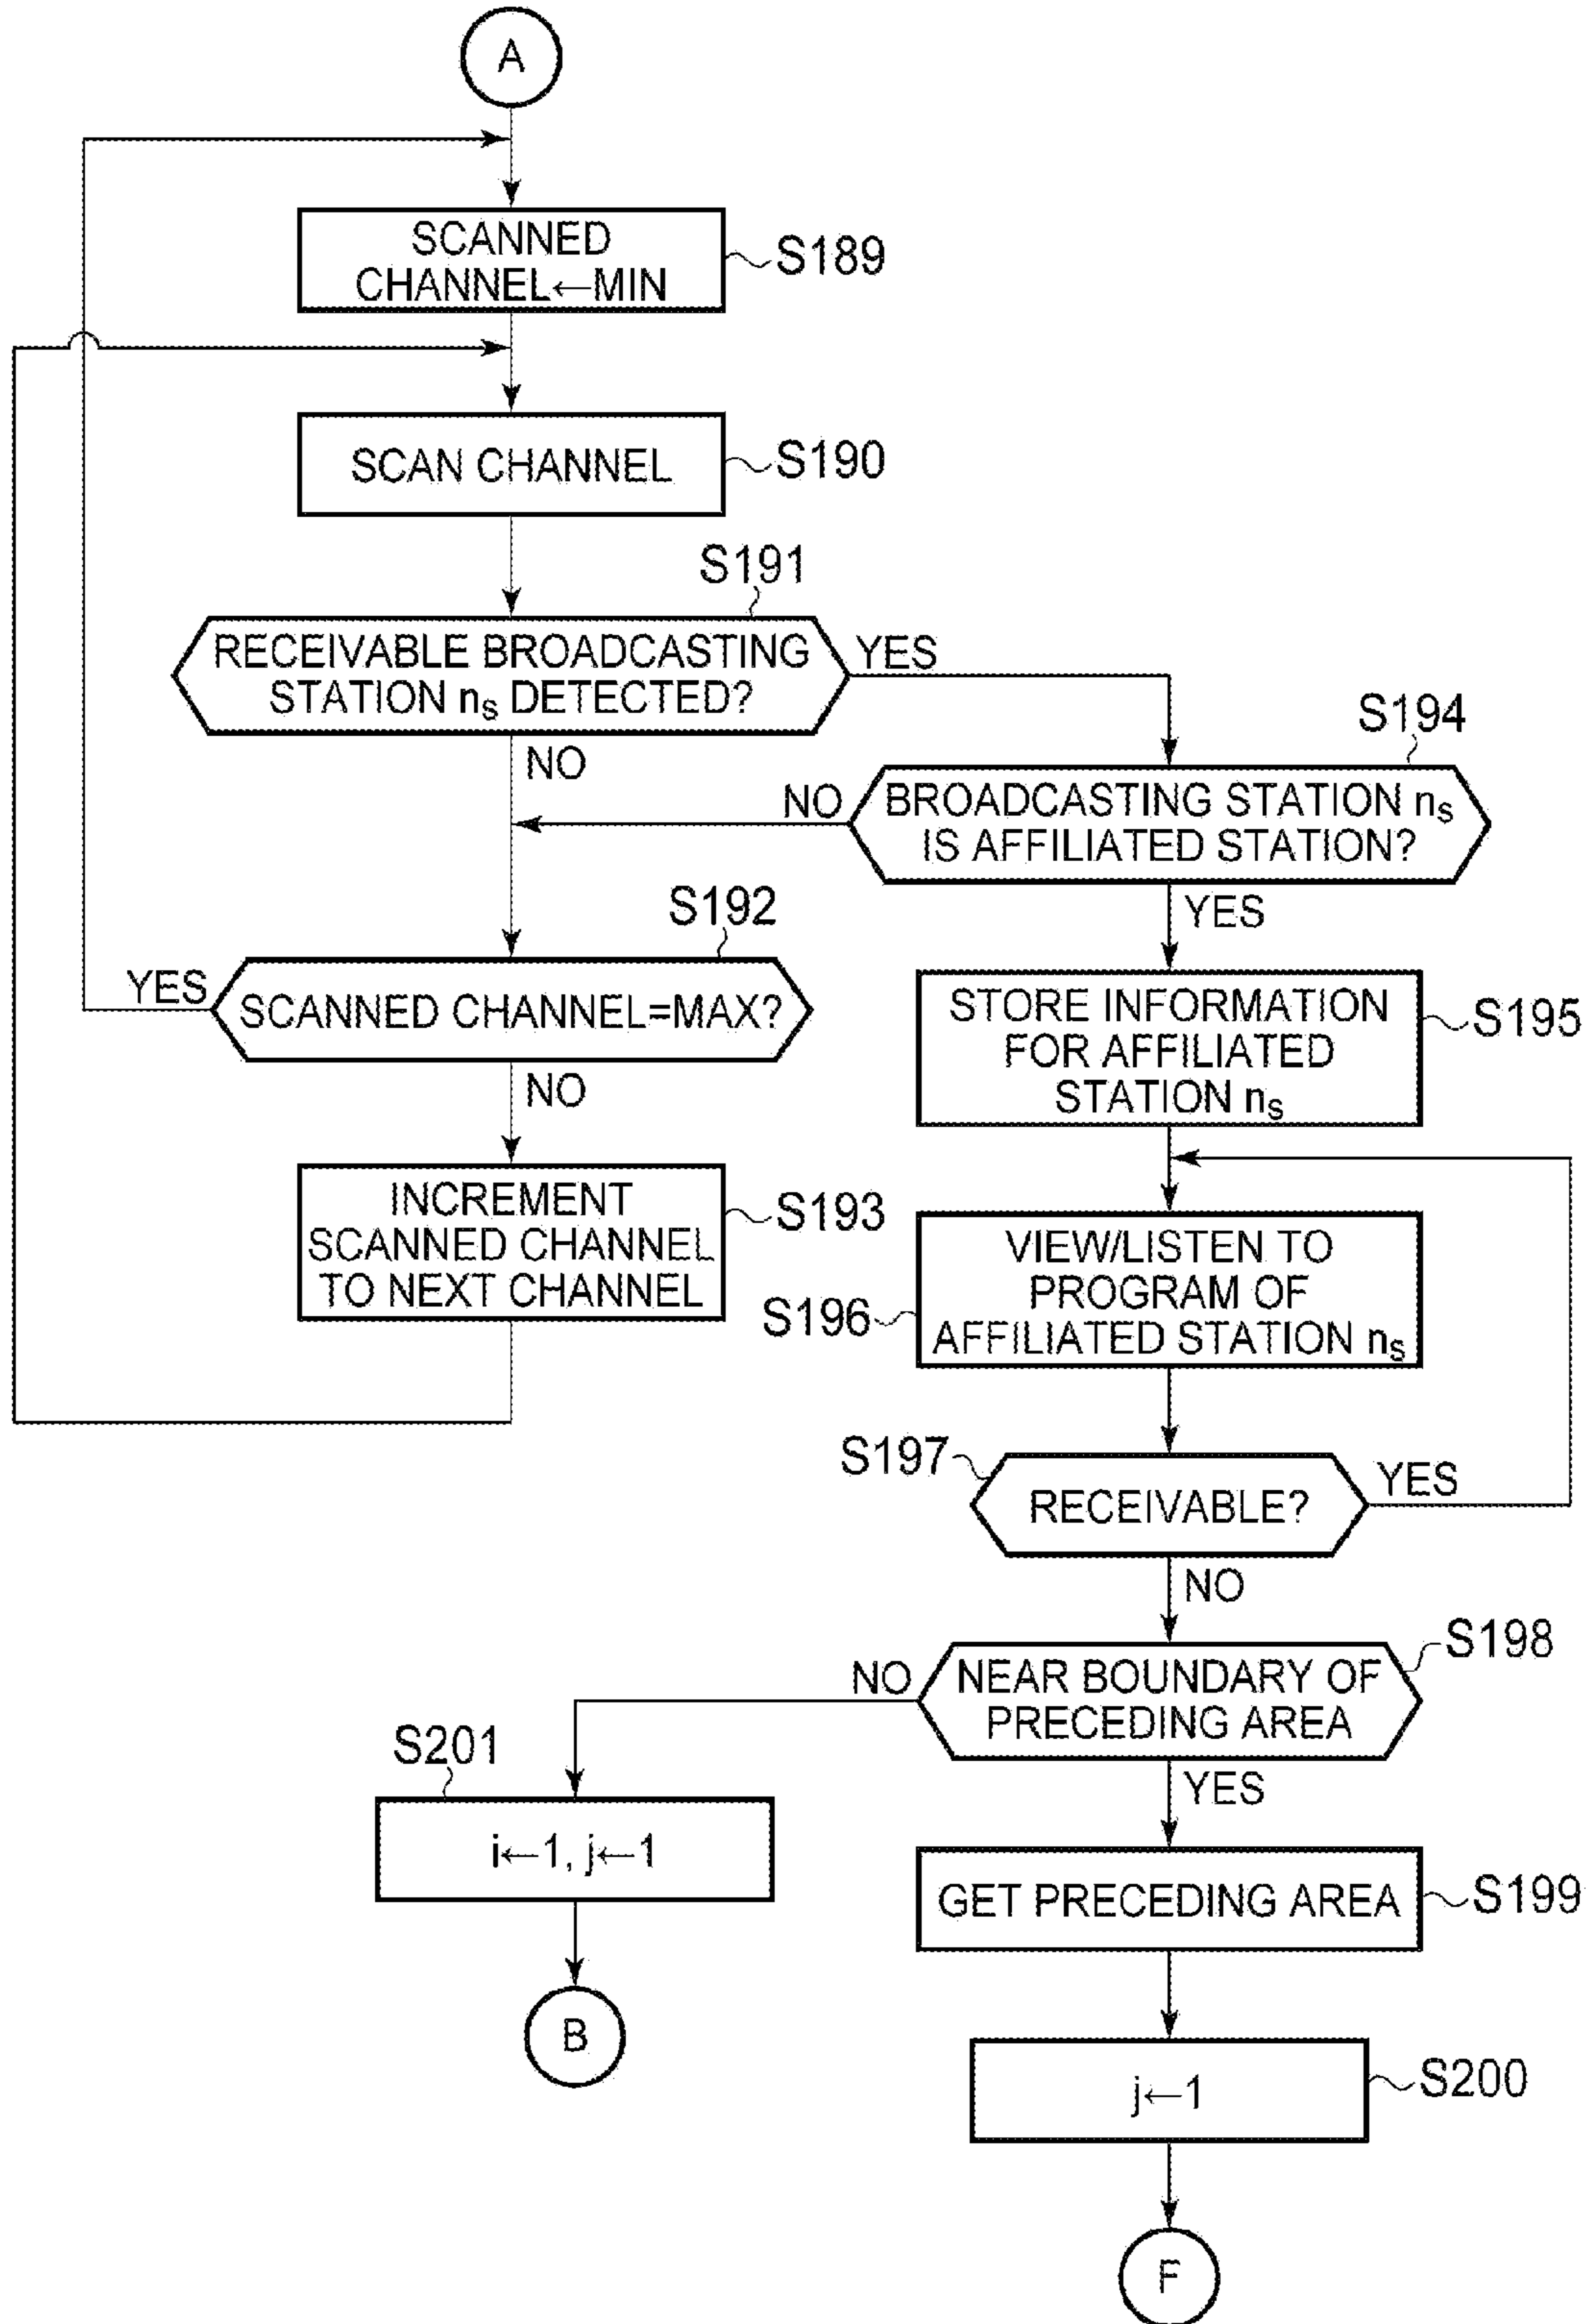 A
SCANNED
CHANNEL←MIN
S189
SCAN CHANNEL
S190
S191
RECEIVABLE BROADCASTING
STATION ns DETECTED?
YES
NO
S194
BROADCASTING STATION ns
IS AFFILIATED STATION?
NO
YES
S192
SCANNED CHANNEL=MAX?
YES
NO
STORE INFORMATION
FOR AFFILIATED
STATION ns
S195
INCREMENT
SCANNED CHANNEL
TO NEXT CHANNEL
S193
VIEW/LISTEN TO
PROGRAM OF
AFFILIATED STATION ns
S196
S197
RECEIVABLE?
YES
NO
S198
NEAR BOUNDARY OF
PRECEDING AREA
NO
YES
S201
i←1, j←1
B
GET PRECEDING AREA
S199
j←1
S200
F